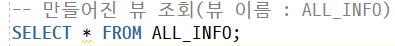 -- 만들어진 뷰 조회(뷰 이름 : ALL_INFO)
SELECT * FROM ALL_INFO;